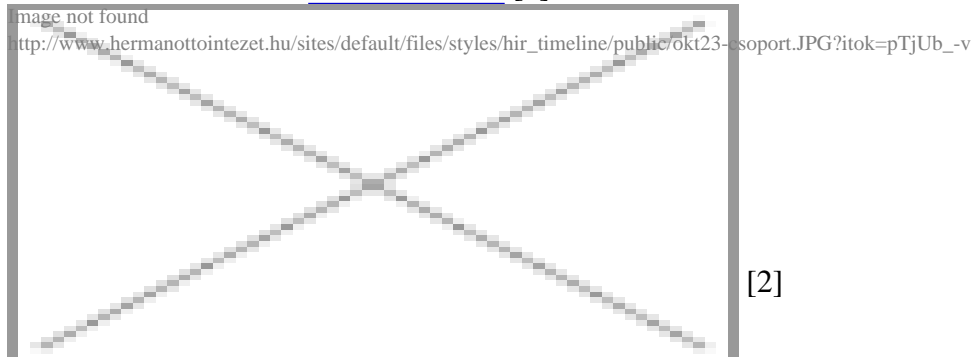 Image not found
http://www.hermanottointezet.hu/sites/default/files/styles/hir_timeline/public/okt23-csoport.JPG?itok=pTjUb_-v
[2]